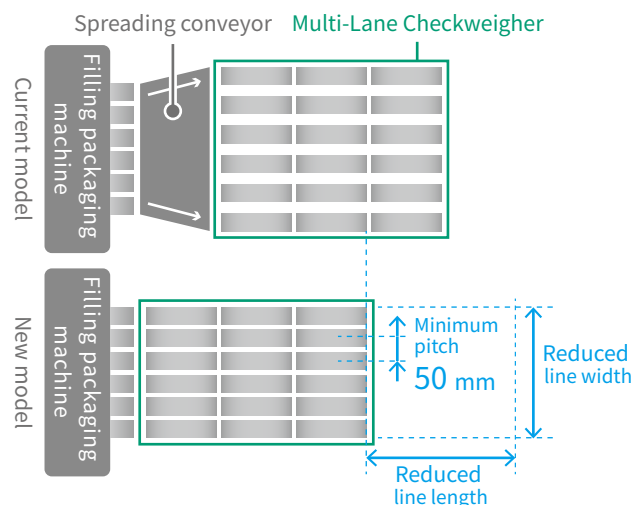 Spreading conveyor
Multi-Lane Checkweigher
Current model
Filling packaging
machine
New model
Filling packaging
machine
Minimum
pitch
50 mm
Reduced
line width
Reduced
line length